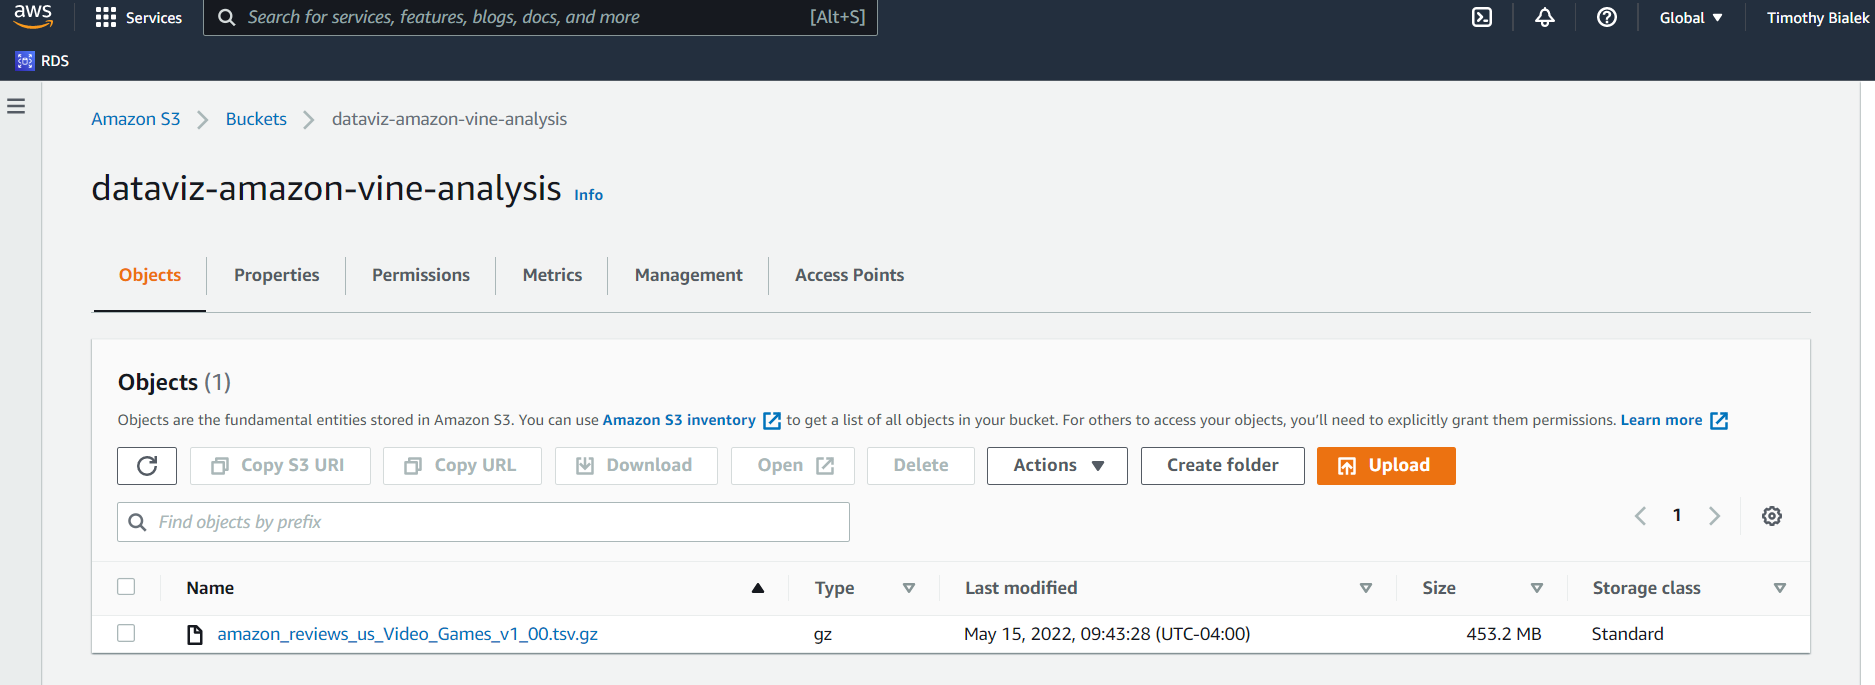 aws Services Search for services, features, blogs, docs, and more [Alt+S] Global Timothy Bialek
RDS
Amazon S3 Buckets dataviz-amazon-vine-analysis
dataviz-amazon-vine-analysis Info
Objects Properties Permissions Metrics Management Access Points
Objects (1)
Objects are the fundamental entities stored in Amazon S3. You can use Amazon S3 inventory to get a list of all objects in your bucket. For others to access your objects, you'll need to explicitly grant them permissions. Learn more
Copy S3 URI Copy URL Download Open Delete Actions Create folder Upload
Find objects by prefix 1
Name Type Last modified Size Storage class
amazon_reviews_us_Video_Games_v1_00.tsv.gz gz May 15, 2022, 09:43:28 (UTC-04:00) 453.2 MB Standard